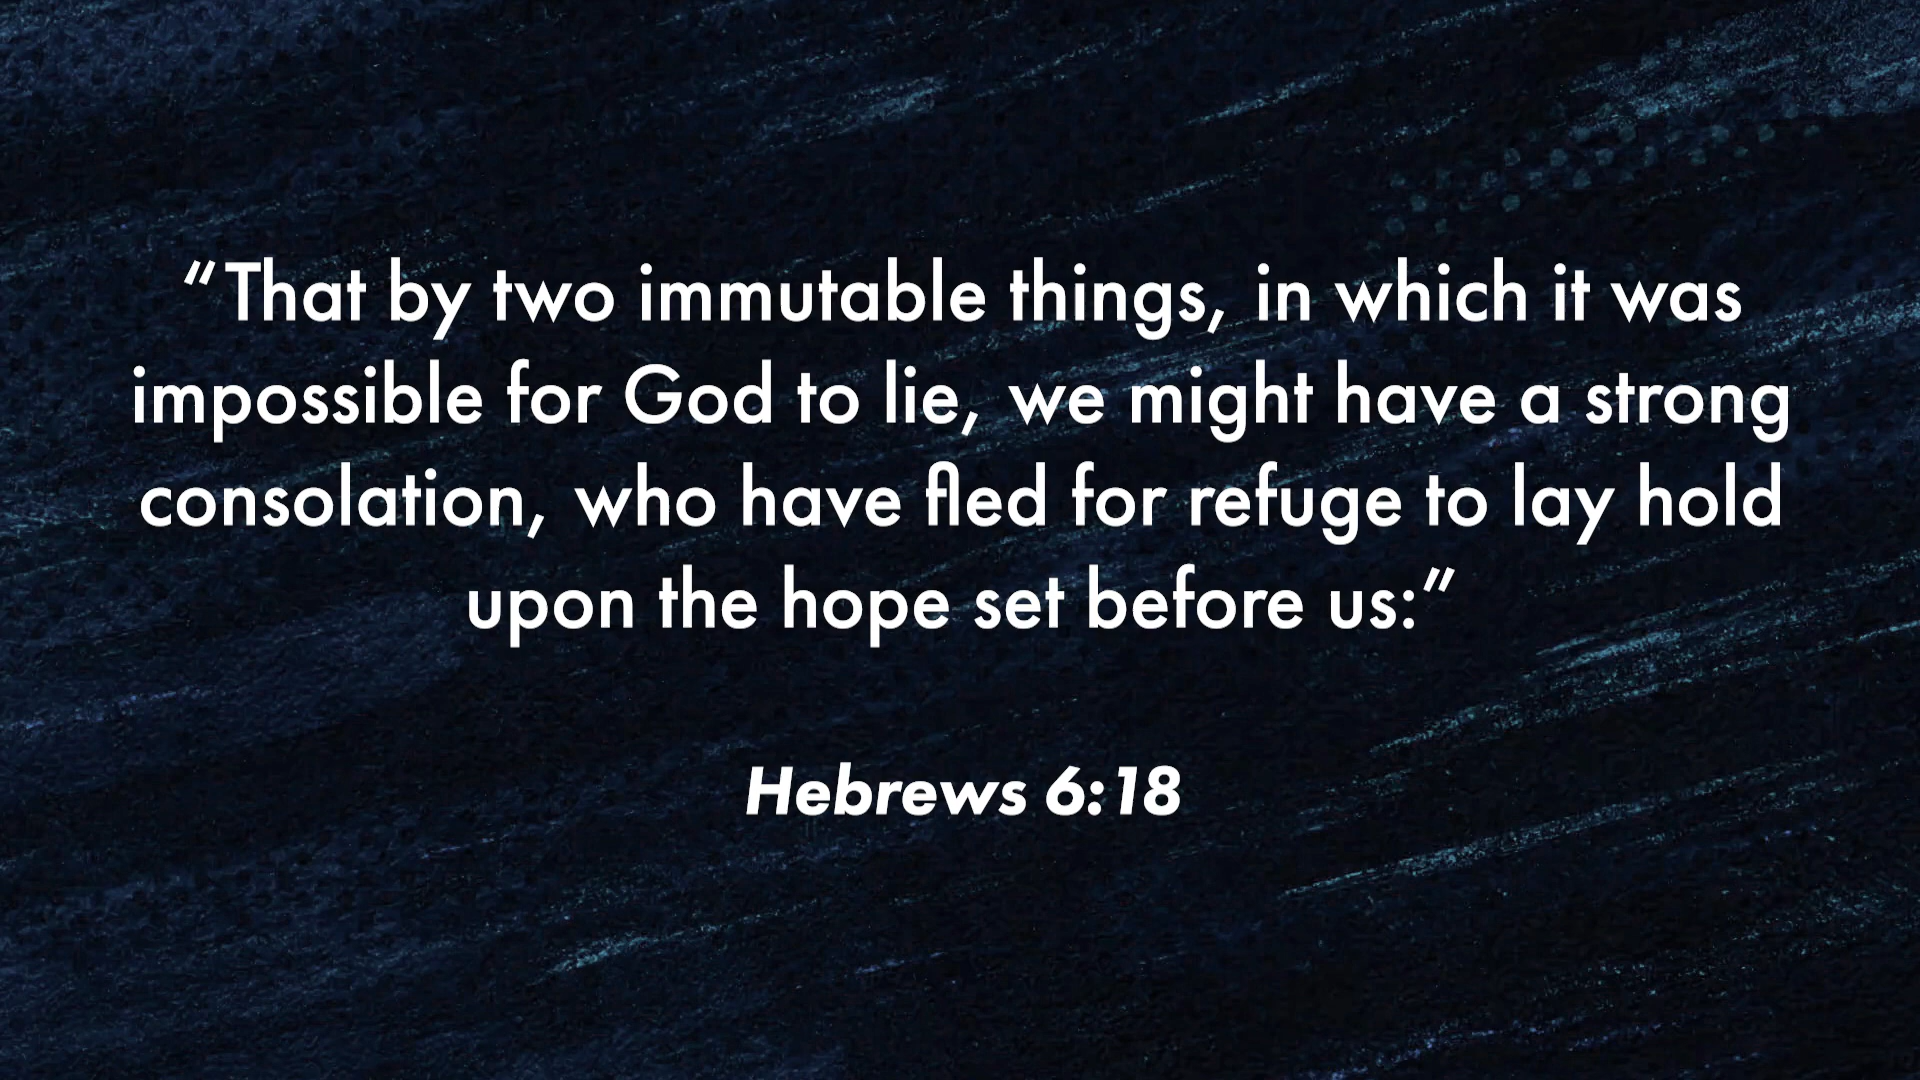 “That by two immutable things, in which it was
impossible for God to lie, we might have a strong
consolation, who have fled for refuge to lay hold
upon the hope set before us:”
Hebrews 6:18